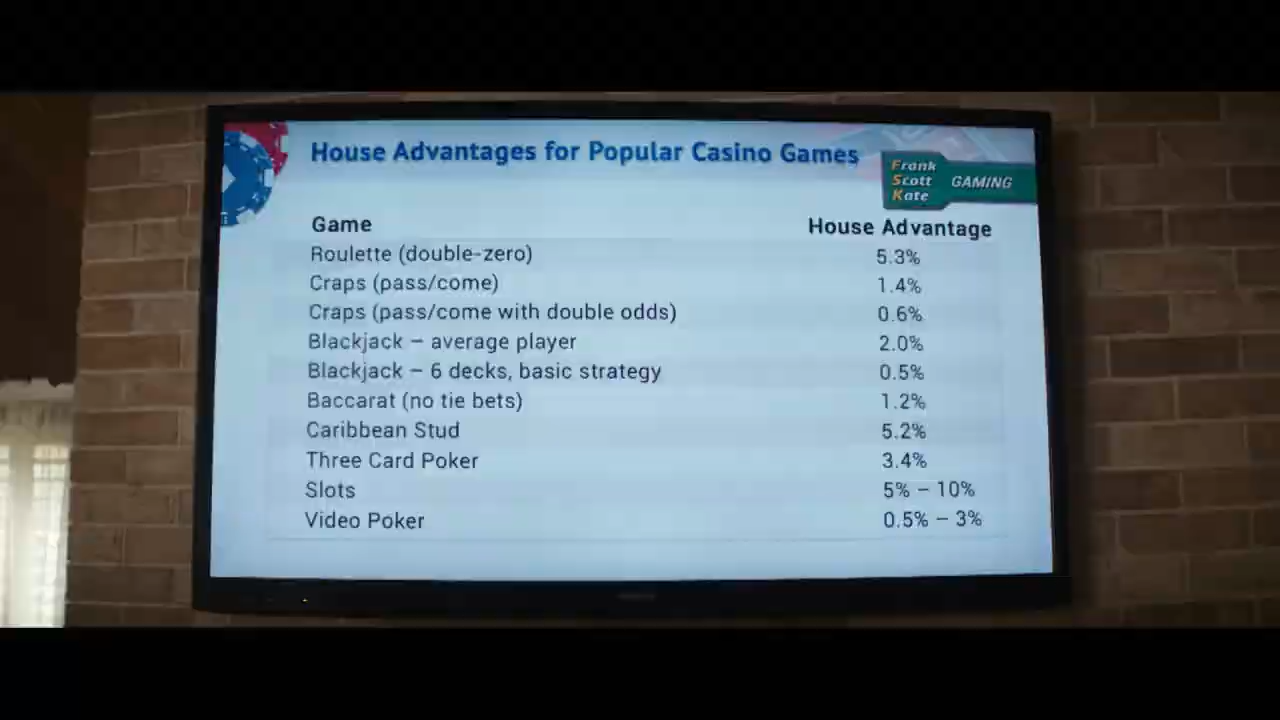 House Advantages for Popular Casino Games
Frank
Scott GAMING
Kate
Game House Advantage
Roulette (double-zero) 5.3%
Craps (pass/come) 1.4%
Craps (pass/come with double odds) 0.6%
Blackjack – average player 2.0%
Blackjack – 6 decks, basic strategy 0.5%
Baccarat (no tie bets) 1.2%
Caribbean Stud 5.2%
Three Card Poker 3.4%
Slots 5% – 10%
Video Poker 0.5% – 3%